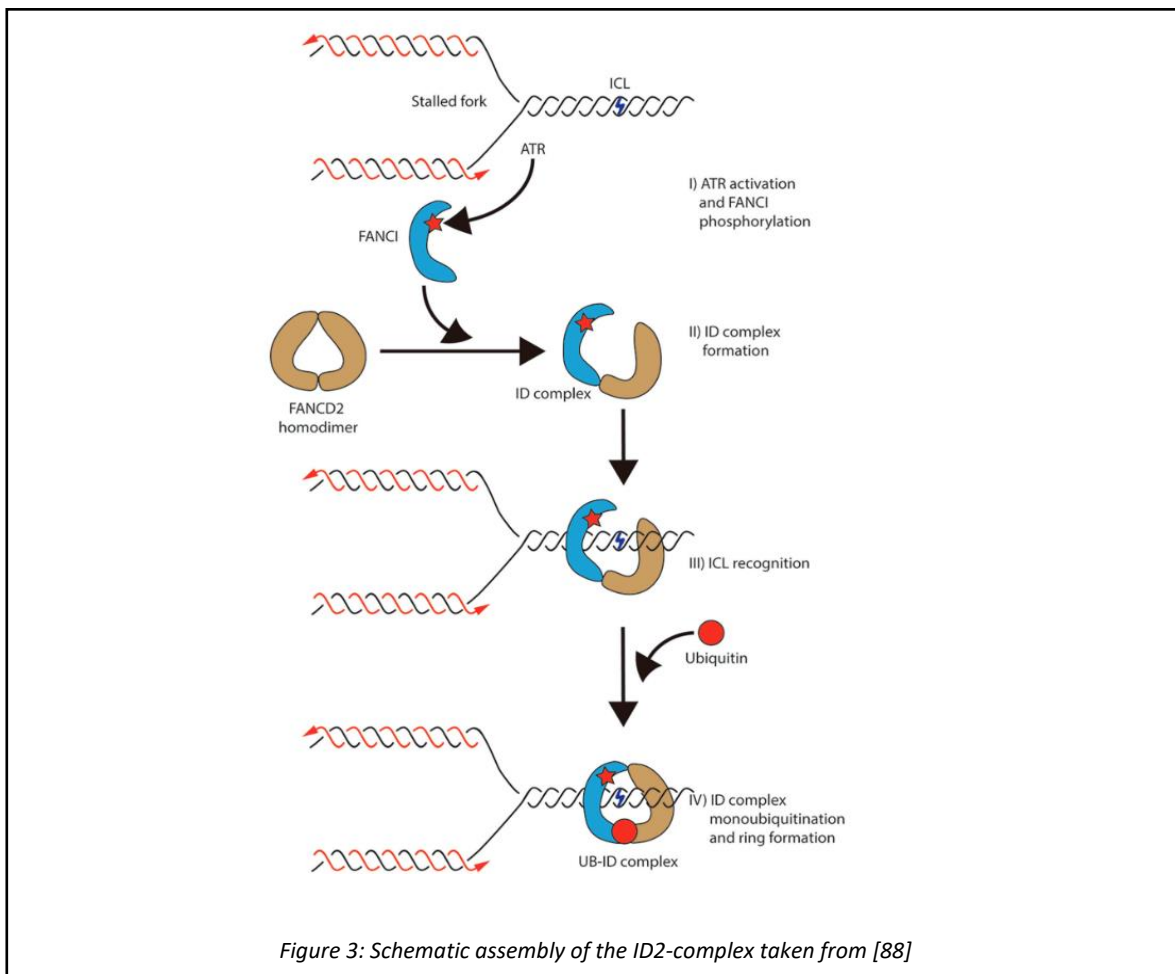 ICL
Stalled fork
ATR
I) ATR activation
and FANCI
phosphorylation
FANCI
II) ID complex
formation
ID complex
FANCD2
homodimer
III) ICL recognition
Ubiquitin
IV) ID complex
monoubiquitination
and ring formation
UB-ID complex
Figure 3: Schematic assembly of the ID2-complex taken from [88]